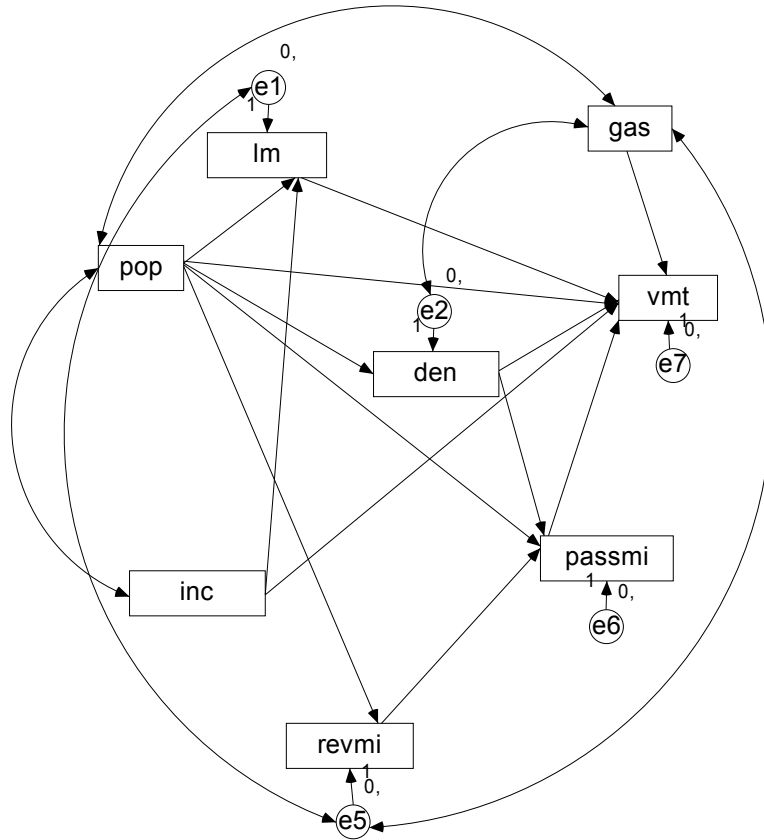 0,
e1
1
gas
lm
pop
0,
e2
1
vmt
1
0,
den
e7
passmi
1
0,
inc
e6
revmi
1
0,
e5